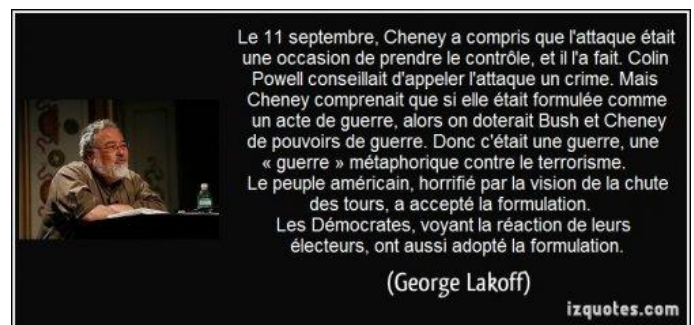 Le 11 septembre, Cheney a compris que l'attaque était
une occasion de prendre le contrôle, et il l'a fait. Colin
Powell conseillait d'appeler l'attaque un crime. Mais
Cheney comprenait que si elle était formulée comme
un acte de guerre, alors on doterait Bush et Cheney
de pouvoirs de guerre. Donc c'était une guerre, une
« guerre » métaphorique contre le terrorisme.
Le peuple américain, horrifié par la vision de la chute
des tours, a accepté la formulation.
Les Démocrates, voyant la réaction de leurs
électeurs, ont aussi adopté la formulation.
(George Lakoff)
izquotes.com